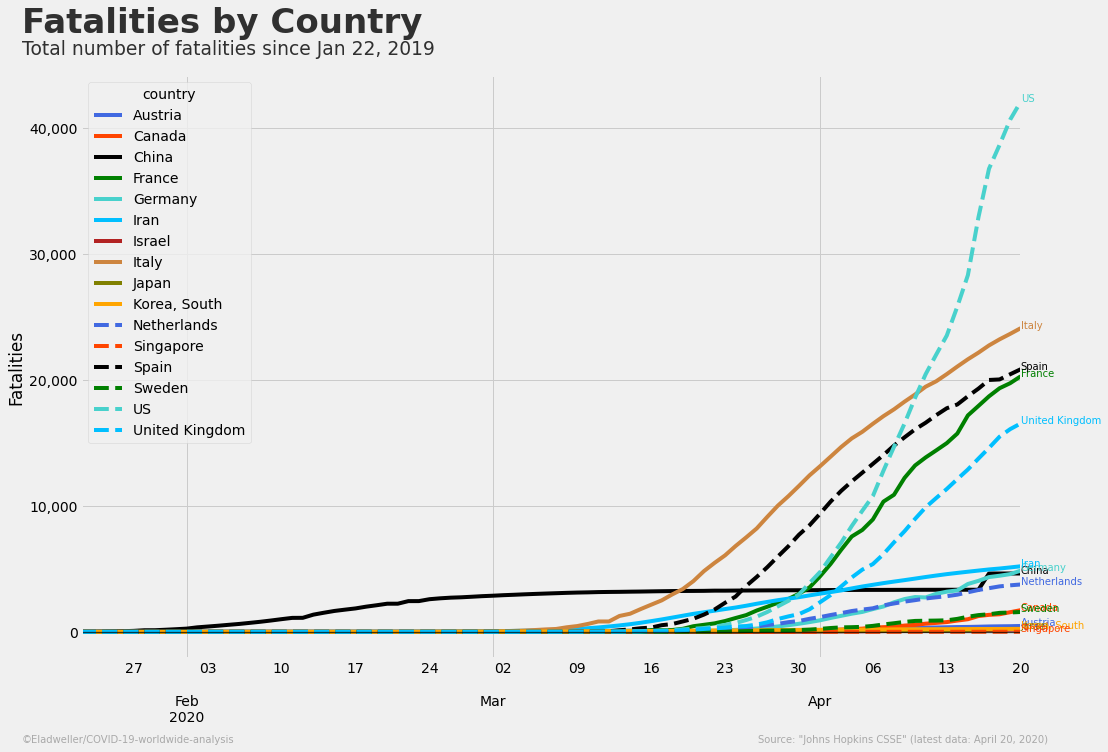 Fatalities by Country
Total number of fatalities since Jan 22, 2019
country
Austria
Canada
China
France
Germany
Iran
Israel
Italy
Japan
Korea, South
Netherlands
Singapore
Spain
Sweden
US
United Kingdom
Fatalities
40,000
30,000
20,000
10,000
0
US
Italy
Spain
France
United Kingdom
Iran
Germany
China
Netherlands
Canada
Sweden
Austria
South
Singapore
27 03 10 17 24 02 09 16 23 30 06 13 20
Feb Mar Apr
2020
©Eladweller/COVID-19-worldwide-analysis
Source: "Johns Hopkins CSSE" (latest data: April 20, 2020)